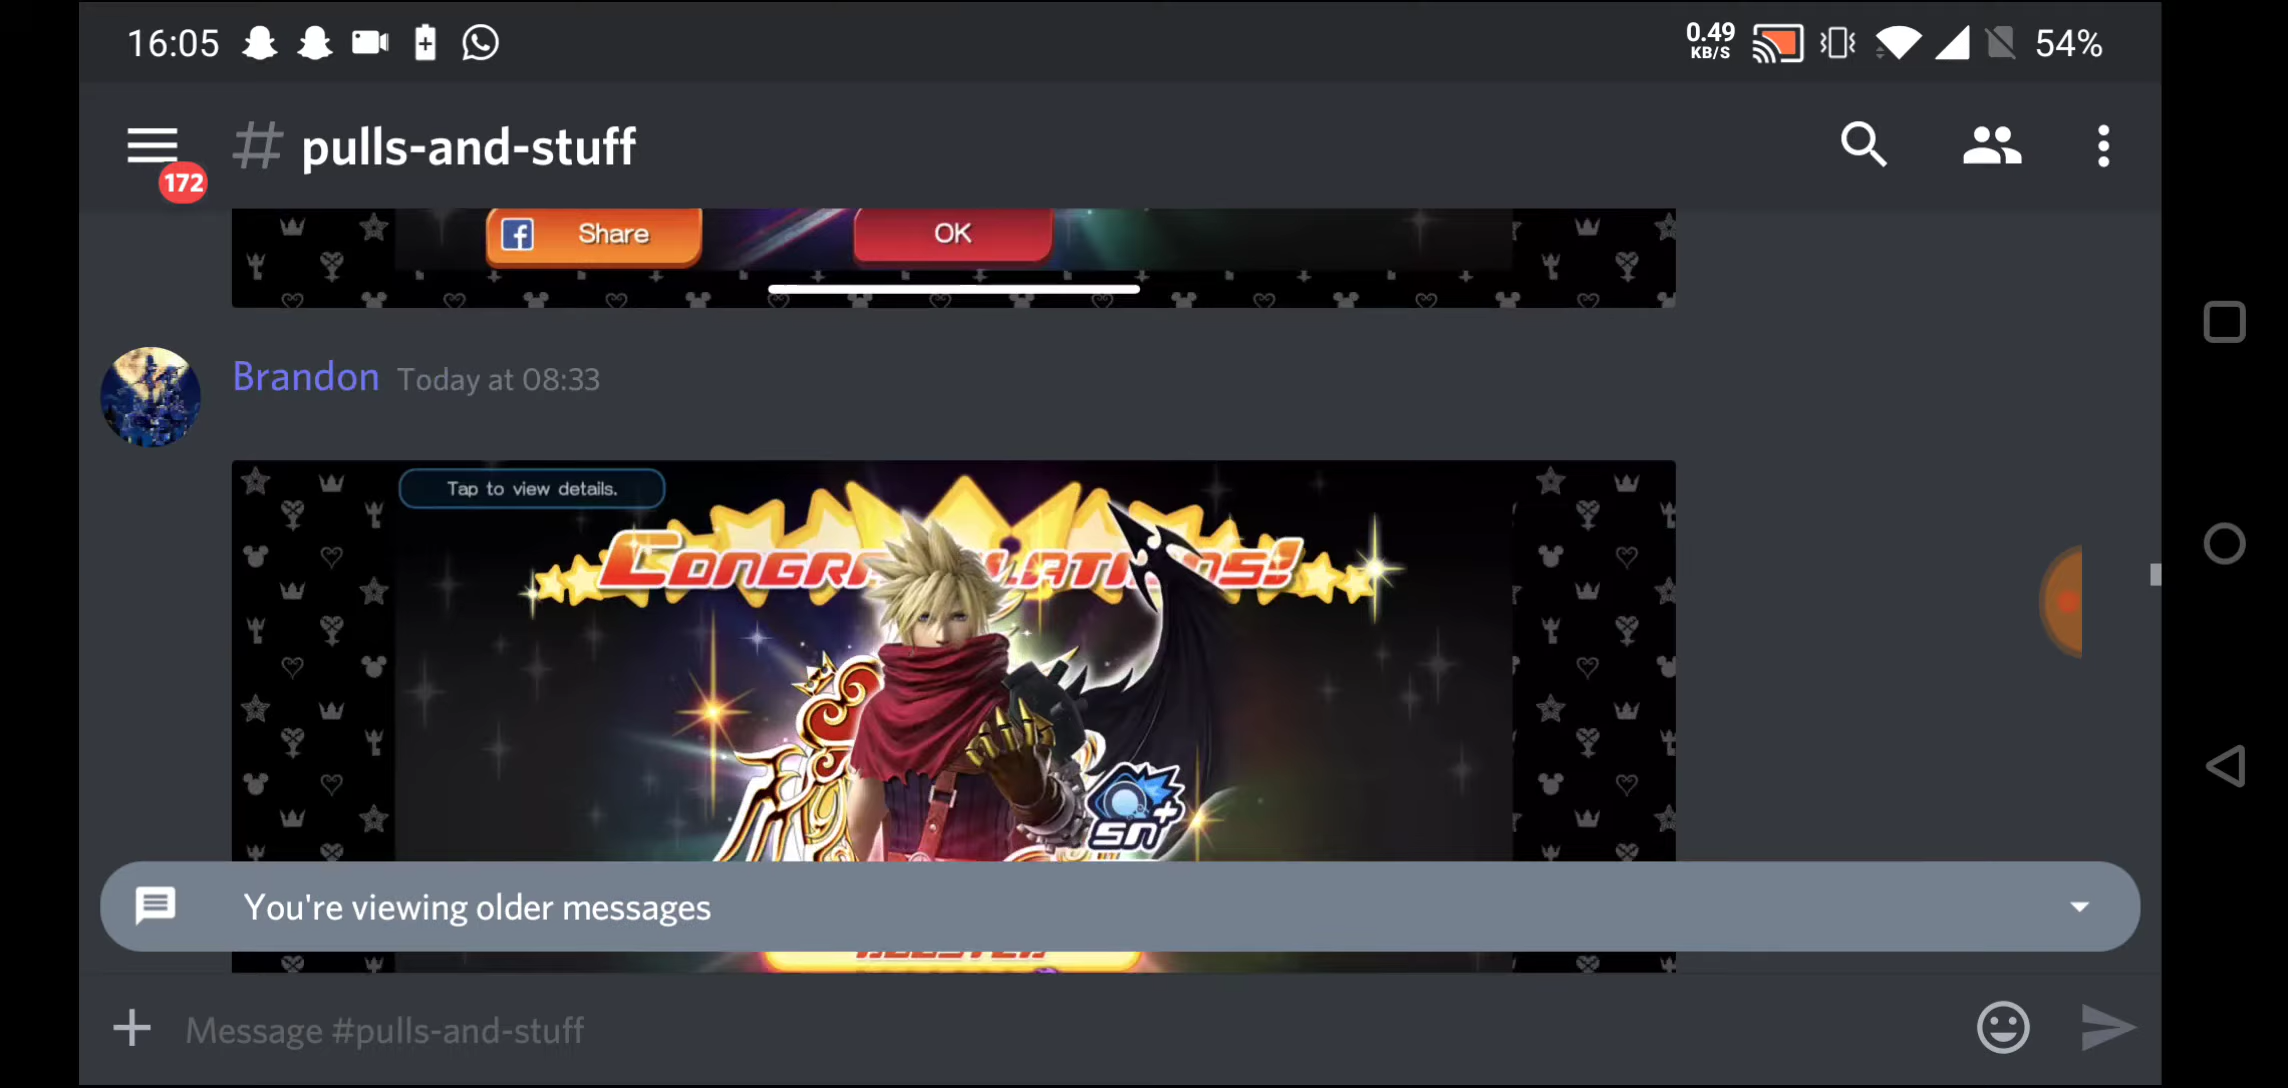 16:05
0.49
KB/S
54%
172
# pulls-and-stuff
Share
OK
Brandon Today at 08:33
Tap to view details.
SN+
You're viewing older messages
Message #pulls-and-stuff